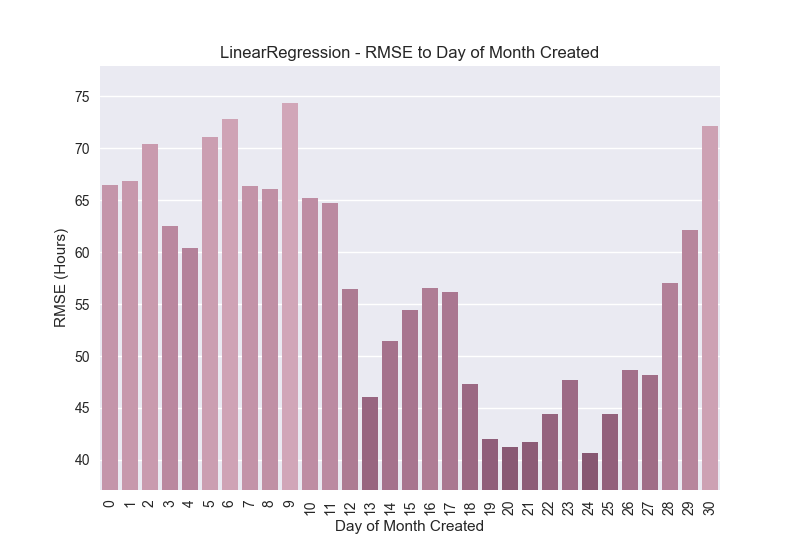 LinearRegression - RMSE to Day of Month Created
75
70
65
60
55
50
45
40
RMSE (Hours)
0 1 2 3 4 5 6 7 8 9 10 11 12 13 14 15 16 17 18 19 20 21 22 23 24 25 26 27 28 29 30
Day of Month Created